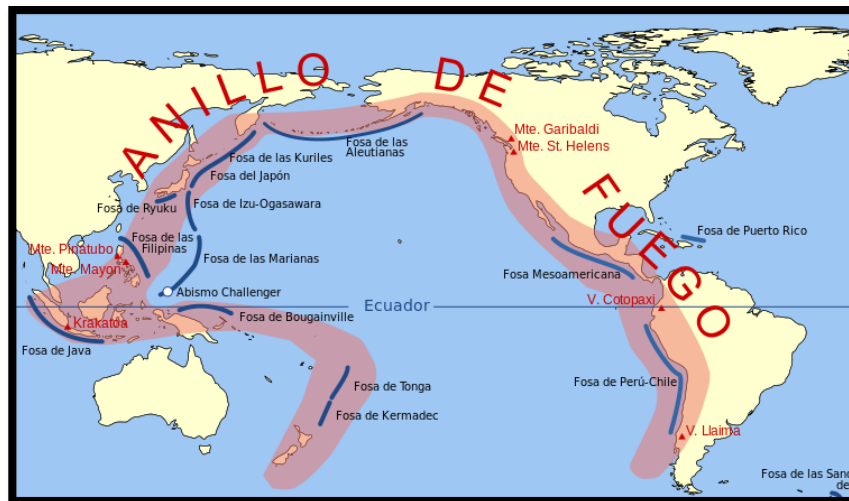 ANILLO DE FUEGO
Mte. Garibaldi
Mte. St. Helens
Fosa de las
Aleutianas
Fosa de las Kuriles
Fosa del Japón
Fosa de Ryuku
Fosa de Izu-Ogasawara
Fosa de Puerto Rico
Fosa de las
Filipinas
Mte. Pinatubo
Mte. Mayon
Fosa de las Marianas
Fosa Mesoamericana
Abismo Challenger
Ecuador
V. Cotopaxi
Krakatoa
Fosa de Bougainville
Fosa de Java
Fosa de Tonga
Fosa de Perú-Chile
Fosa de Kermadec
V. Llaima
Fosa de las
de